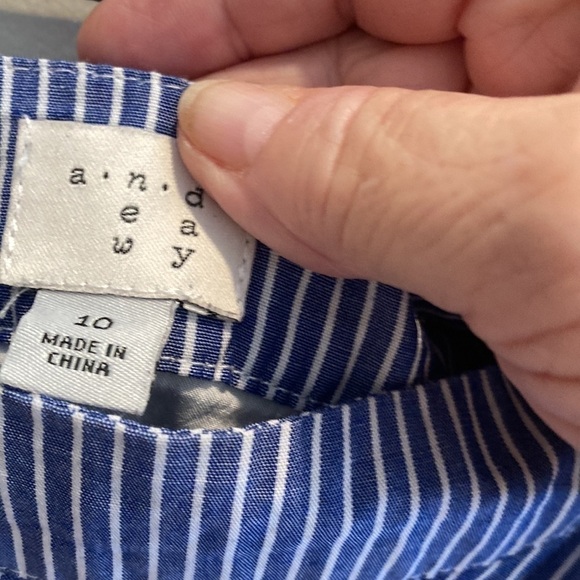 a · n · d
e a
w y
10
MADE IN
CHINA